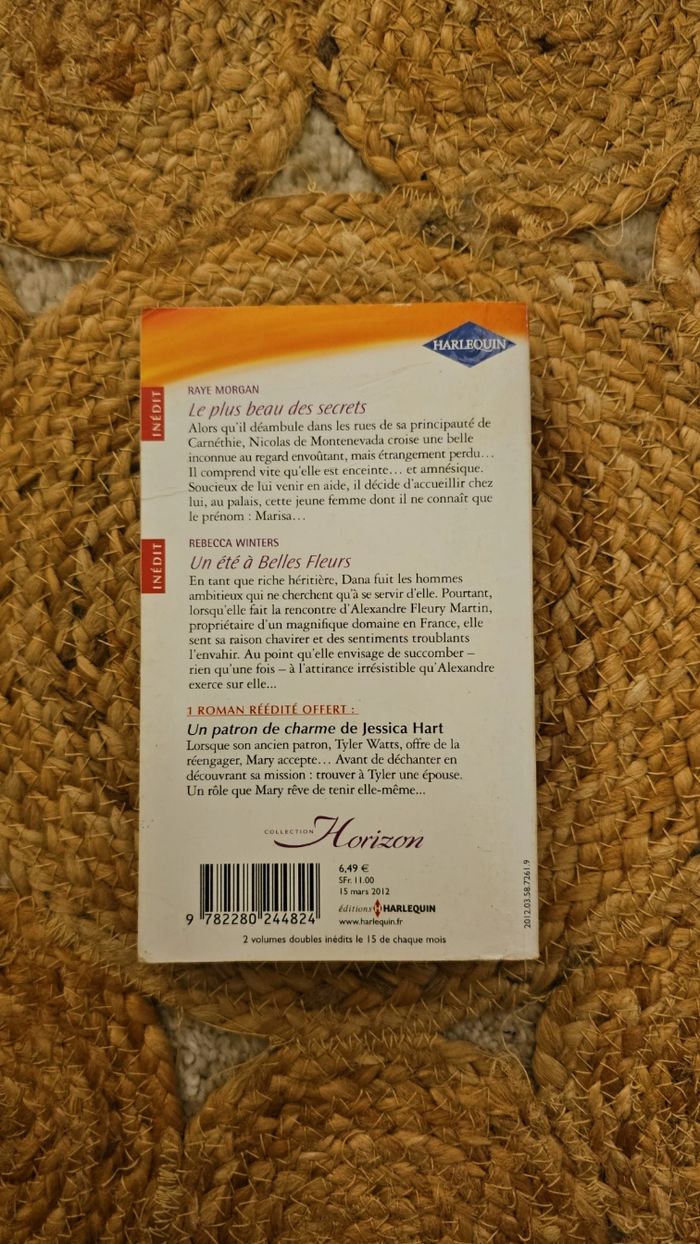 HARLEQUIN
INÉDIT
RAYE MORGAN
Le plus beau des secrets
Alors qu'il déambule dans les rues de sa principauté de
Carnéthie, Nicolas de Montenevada croise une belle
inconnue au regard envoûtant, mais étrangement perdu...
Il comprend vite qu'elle est enceinte... et amnésique.
Soucieux de lui venir en aide, il décide d'accueillir chez
lui, au palais, cette jeune femme dont il ne connaît que
le prénom : Marisa...
INÉDIT
REBECCA WINTERS
Un été à Belles Fleurs
En tant que riche héritière, Dana fuit les hommes
ambitieux qui ne cherchent qu'à se servir d'elle. Pourtant,
lorsqu'elle fait la rencontre d'Alexandre Fleury Martin,
propriétaire d'un magnifique domaine en France, elle
sent sa raison chavirer et des sentiments troublants
l'envahir. Au point qu'elle envisage de succomber –
rien qu'une fois – à l'attirance irrésistible qu'Alexandre
exerce sur elle...
1 ROMAN RÉÉDITÉ OFFERT :
Un patron de charme de Jessica Hart
Lorsque son ancien patron, Tyler Watts, offre de la
réengager, Mary accepte... Avant de déchanter en
découvrant sa mission : trouver à Tyler une épouse.
Un rôle que Mary rêve de tenir elle-même...
COLLECTION Horizon
6,49 €
SFr. 11.00
15 mars 2012
éditions HARLEQUIN
www.harlequin.fr
9 782280 244824
2 volumes doubles inédits le 15 de chaque mois
2012.03.58.7261.9